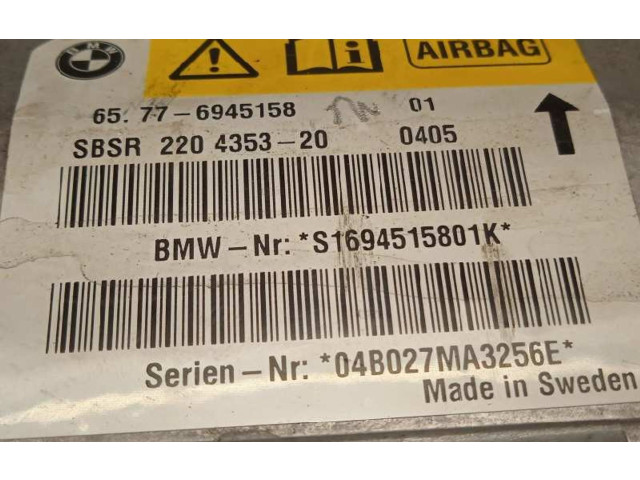 BMW
AIRBAG
65. 77-6945158 01
SBSR 220 4353-20 0405
BMW-Nr: *S1694515801K*
Serien-Nr: *04B027MA3256E*
Made in Sweden